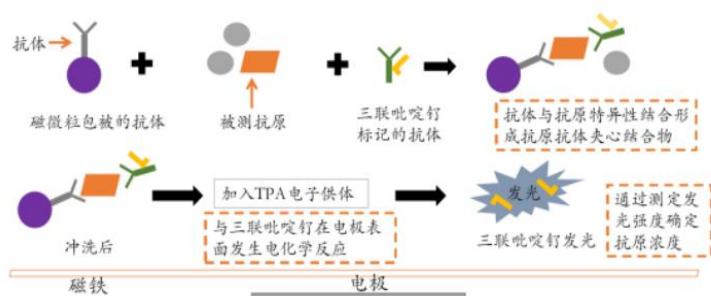 抗体
磁微粒包被的抗体
被测抗原
三联吡啶钌
标记的抗体
抗体与抗原特异性结合形
成抗原抗体夹心结合物
冲洗后
加入TPA电子供体
与三联吡啶钌在电极表
面发生电化学反应
发光
三联吡啶钌发光
通过测定发
光强度确定
抗原浓度
磁铁
电极